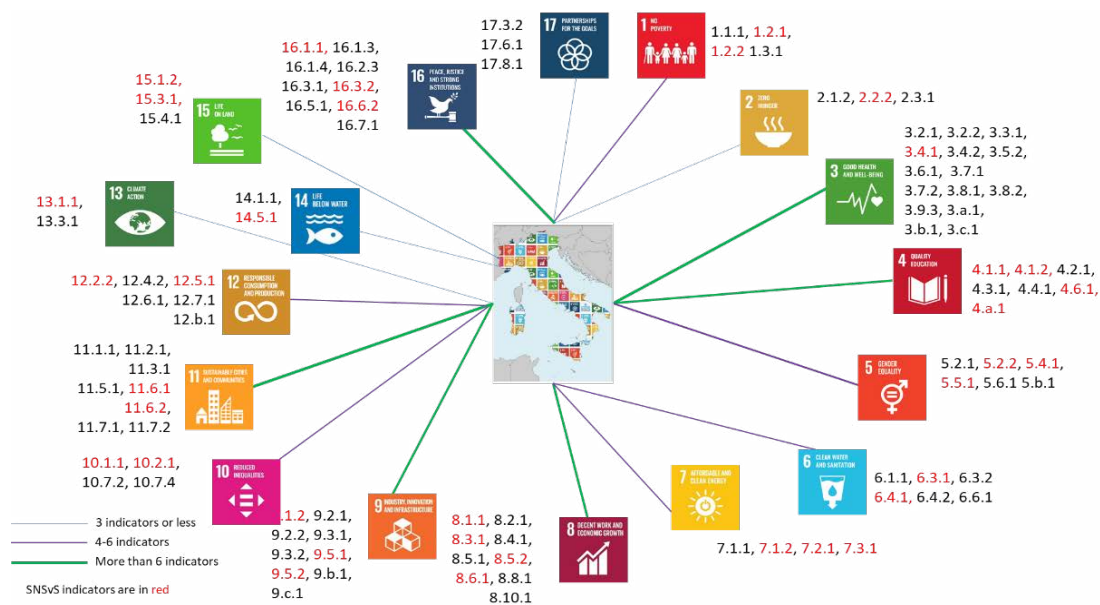 17 PARTNERSHIPS
FOR THE GOALS
17.3.2
17.6.1
17.8.1
1 NO
POVERTY
1.1.1, 1.2.1,
1.2.2 1.3.1
2 ZERO
HUNGER
2.1.2, 2.2.2, 2.3.1
3 GOOD HEALTH
AND WELL-BEING
3.2.1, 3.2.2, 3.3.1,
3.4.1, 3.4.2, 3.5.2,
3.6.1, 3.7.1
3.7.2, 3.8.1, 3.8.2,
3.9.3, 3.a.1,
3.b.1, 3.c.1
4 QUALITY
EDUCATION
4.1.1, 4.1.2, 4.2.1,
4.3.1, 4.4.1, 4.6.1,
4.a.1
5 GENDER
EQUALITY
5.2.1, 5.2.2, 5.4.1,
5.5.1, 5.6.1 5.b.1
6 CLEAN WATER
AND SANITATION
6.1.1, 6.3.1, 6.3.2
6.4.1, 6.4.2, 6.6.1
7 AFFORDABLE AND
CLEAN ENERGY
7.1.1, 7.1.2, 7.2.1, 7.3.1
8 DECENT WORK AND
ECONOMIC GROWTH
8.1.1, 8.2.1,
8.3.1, 8.4.1,
8.5.1, 8.5.2,
8.6.1, 8.8.1
8.10.1
9 INDUSTRY, INNOVATION
AND INFRASTRUCTURE
.1.2, 9.2.1,
9.2.2, 9.3.1,
9.3.2, 9.5.1,
9.5.2, 9.b.1,
9.c.1
10 REDUCED
INEQUALITIES
10.1.1, 10.2.1,
10.7.2, 10.7.4
11 SUSTAINABLE CITIES
AND COMMUNITIES
11.1.1, 11.2.1,
11.3.1
11.5.1, 11.6.1
11.6.2,
11.7.1, 11.7.2
12 RESPONSIBLE
CONSUMPTION
AND PRODUCTION
12.2.2, 12.4.2, 12.5.1
12.6.1, 12.7.1
12.b.1
13 CLIMATE
ACTION
13.1.1,
13.3.1
14 LIFE
BELOW WATER
14.1.1,
14.5.1
15 LIFE
ON LAND
15.1.2,
15.3.1,
15.4.1
16 PEACE, JUSTICE
AND STRONG
INSTITUTIONS
16.1.1, 16.1.3,
16.1.4, 16.2.3
16.3.1, 16.3.2,
16.5.1, 16.6.2
16.7.1
3 indicators or less
4-6 indicators
More than 6 indicators
SNSvS indicators are in red